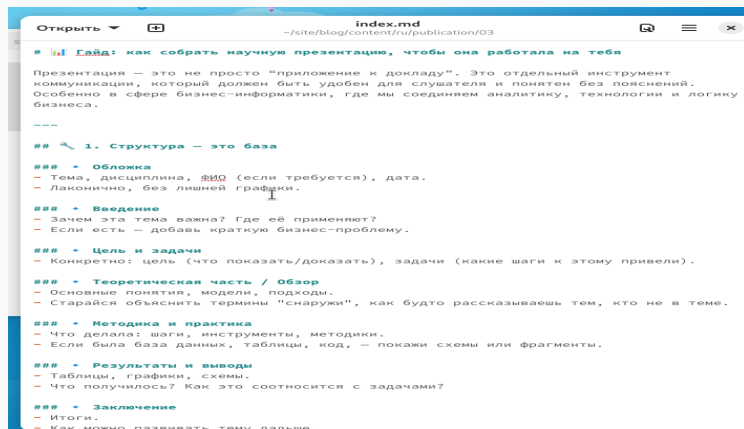 Открыть
index.md
~/site/blog/content/ru/publication/03
# 📊 Гайд: как собрать научную презентацию, чтобы она работала на тебя
Презентация — это не просто "приложение к докладу". Это отдельный инструмент
коммуникации, который должен быть удобен для слушателя и понятен без пояснений.
Особенно в сфере бизнес-информатики, где мы соединяем аналитику, технологии и логику
бизнеса.
---
## 🔧 1. Структура — это база
### 🔹 Обложка
- Тема, дисциплина, ФИО (если требуется), дата.
- Лаконично, без лишней графики.
### 🔹 Введение
- Зачем эта тема важна? Где её применяют?
- Если есть — добавь краткую бизнес-проблему.
### 🔹 Цель и задачи
- Конкретно: цель (что показать/доказать), задачи (какие шаги к этому привели).
### 🔹 Теоретическая часть / Обзор
- Основные понятия, модели, подходы.
- Старайся объяснить термины "снаружи", как будто рассказываешь тем, кто не в теме.
### 🔹 Методика и практика
- Что делала: шаги, инструменты, методики.
- Если была база данных, таблицы, код, — покажи схемы или фрагменты.
### 🔹 Результаты и выводы
- Таблицы, графики, схемы.
- Что получилось? Как это соотносится с задачами?
### 🔹 Заключение
- Итоги.
- Как можно развивать тему дальше.